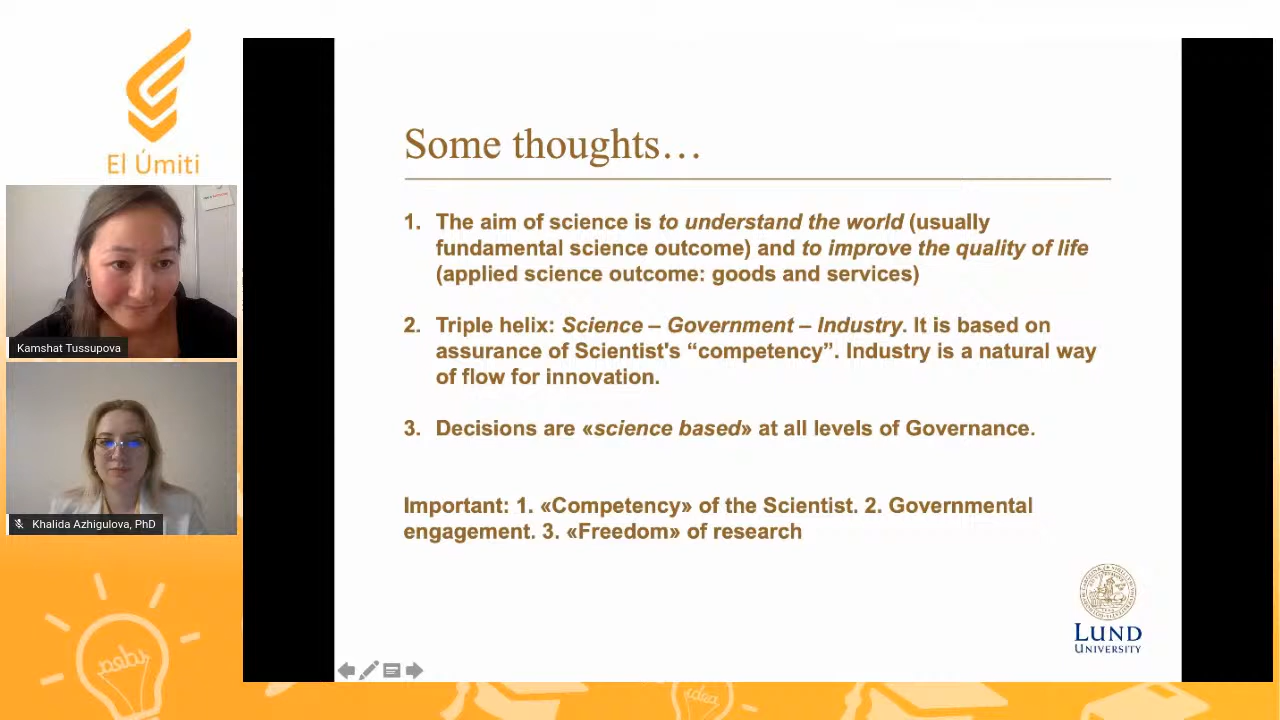 El Úmiti
Kamshat Tussupova
Khalida Azhigulova, PhD
Some thoughts…
1. The aim of science is to understand the world (usually
fundamental science outcome) and to improve the quality of life
(applied science outcome: goods and services)
2. Triple helix: Science – Government – Industry. It is based on
assurance of Scientist's “competency”. Industry is a natural way
of flow for innovation.
3. Decisions are «science based» at all levels of Governance.
Important: 1. «Competency» of the Scientist. 2. Governmental
engagement. 3. «Freedom» of research
LUND
UNIVERSITY
idea
idea